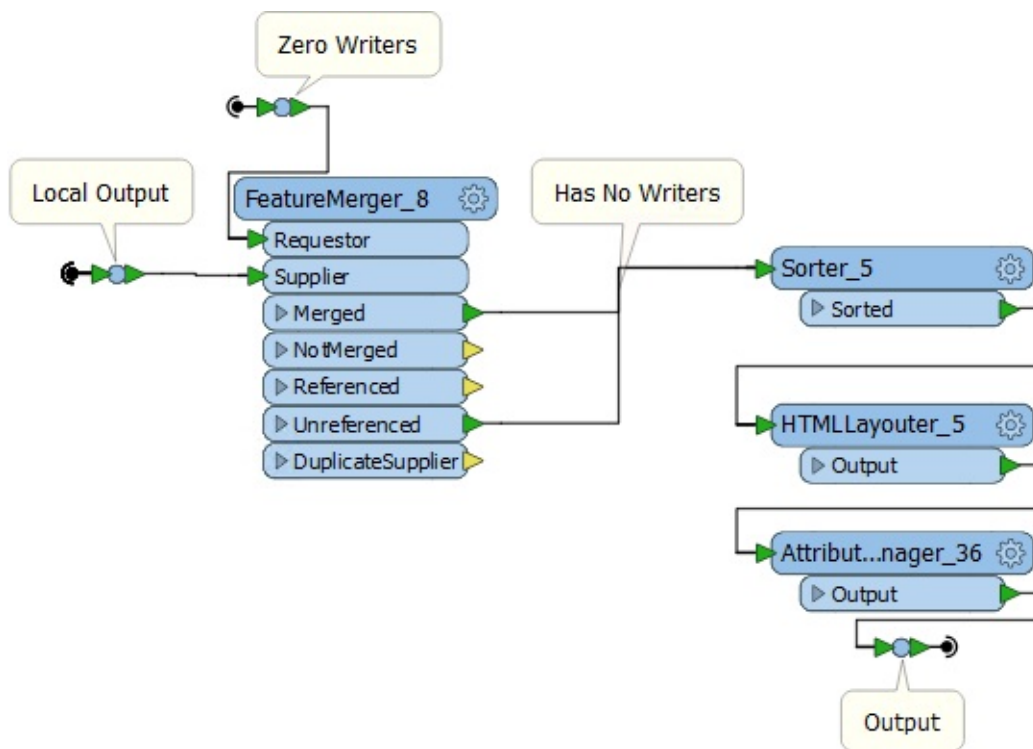 Zero Writers
Local Output
FeatureMerger_8
Has No Writers
Requestor
Supplier
Merged
NotMerged
Referenced
Unreferenced
DuplicateSupplier
Sorter_5
Sorted
HTMLLayouter_5
Output
Attribut...nager_36
Output
Output